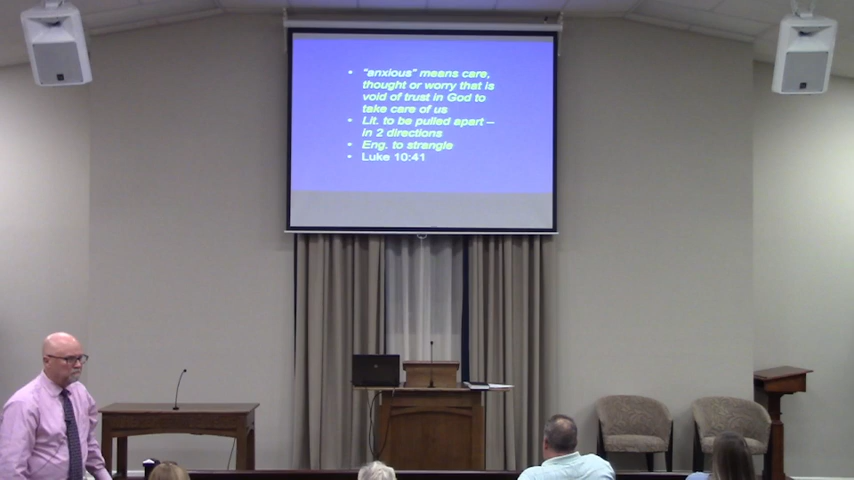 • "anxious" means care,
thought or worry that is
void of trust in God to
take care of us
• Lit. to be pulled apart –
in 2 directions
• Eng. to strangle
• Luke 10:41